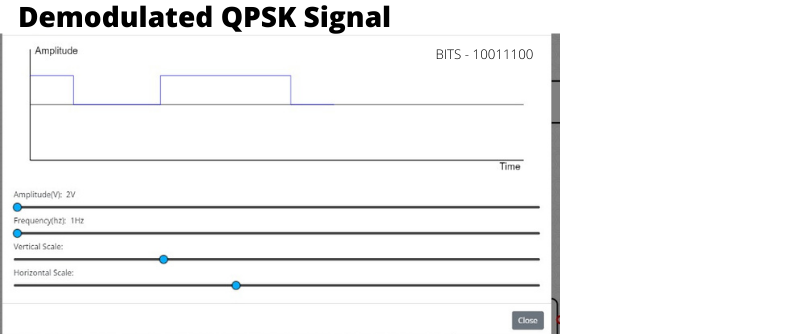 Demodulated QPSK Signal
Amplitude
BITS - 10011100
Time
Amplitude(V): 2V
Frequency(hz): 1Hz
Vertical Scale:
Horizontal Scale:
Close